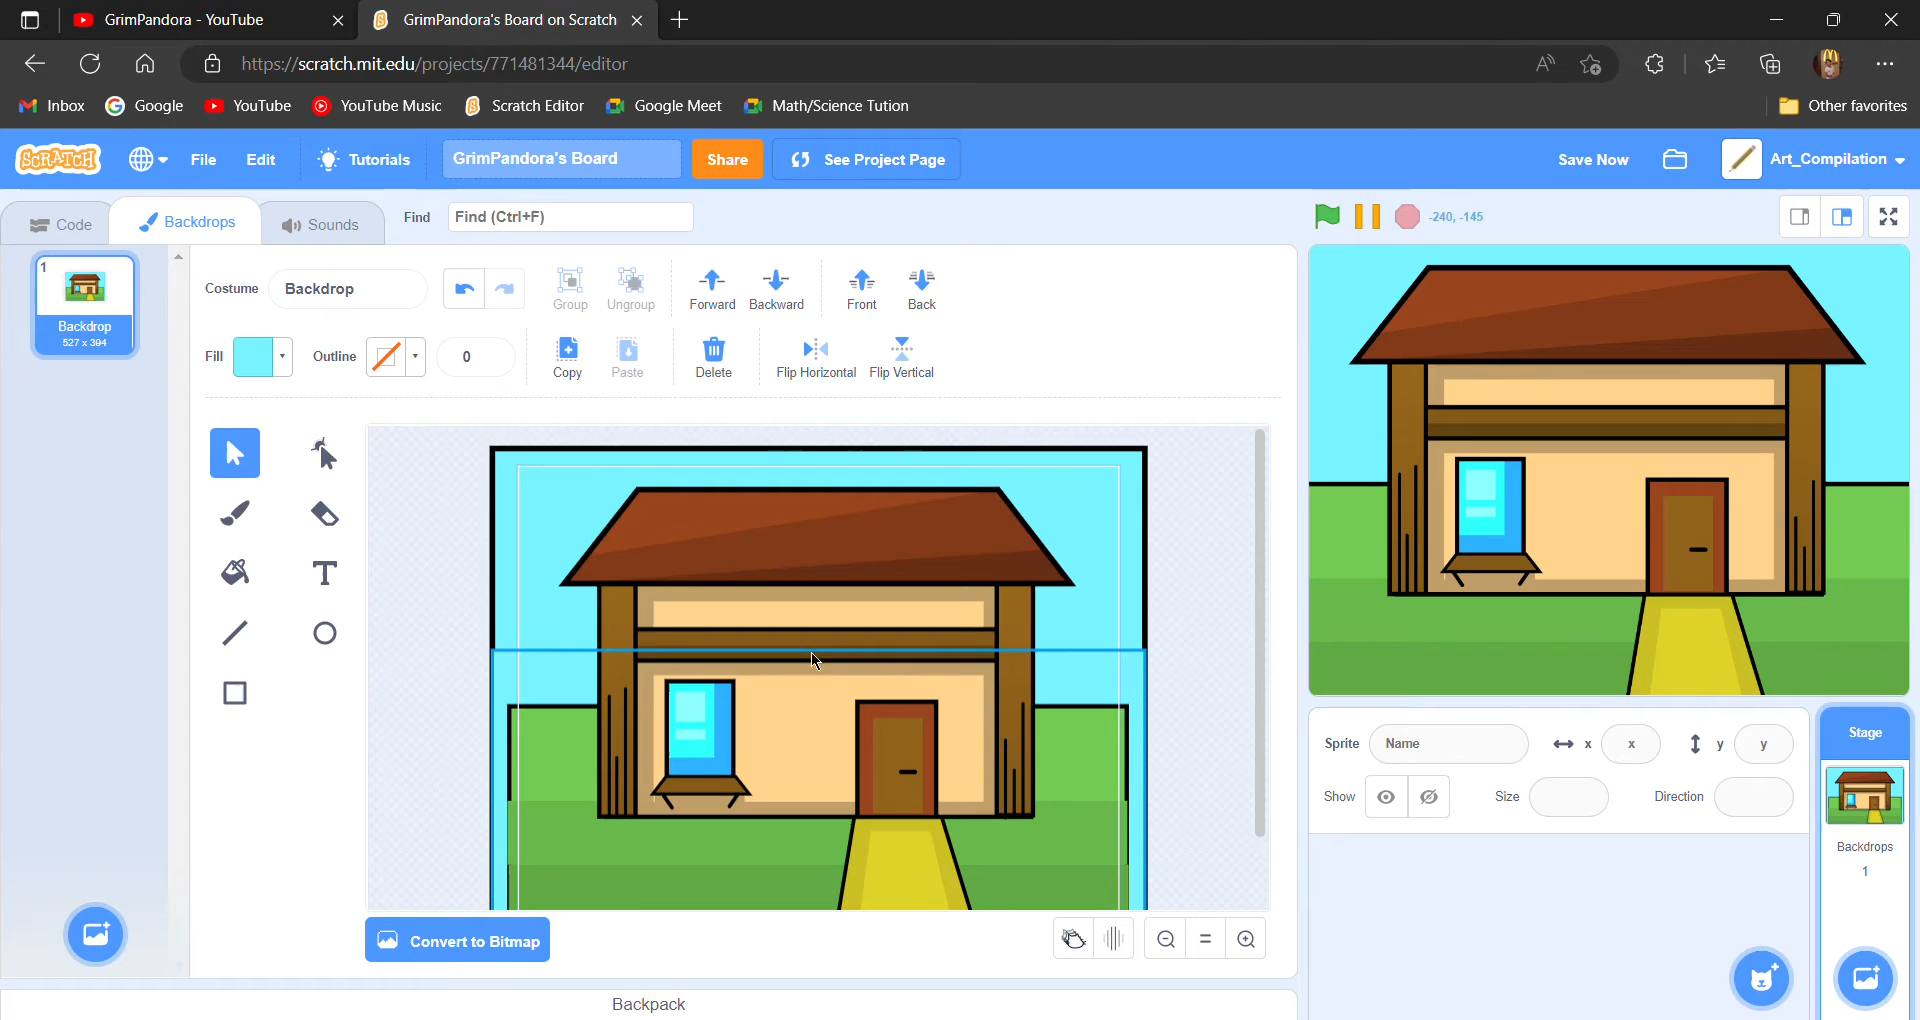 GrimPandora - YouTube
GrimPandora's Board on Scratch
https://scratch.mit.edu/projects/771481344/editor
Inbox Google YouTube YouTube Music Scratch Editor Google Meet Math/Science Tution Other favorites
SCRATCH File Edit Tutorials GrimPandora's Board Share See Project Page Save Now Art_Compilation
Code Backdrops Sounds Find Find (Ctrl+F) -240, -145
1
Backdrop
527 x 394
Costume Backdrop Group Ungroup Forward Backward Front Back
Fill Outline 0 Copy Paste Delete Flip Horizontal Flip Vertical
Convert to Bitmap
Backpack
Sprite Name x x y y
Show Size Direction
Stage
Backdrops
1